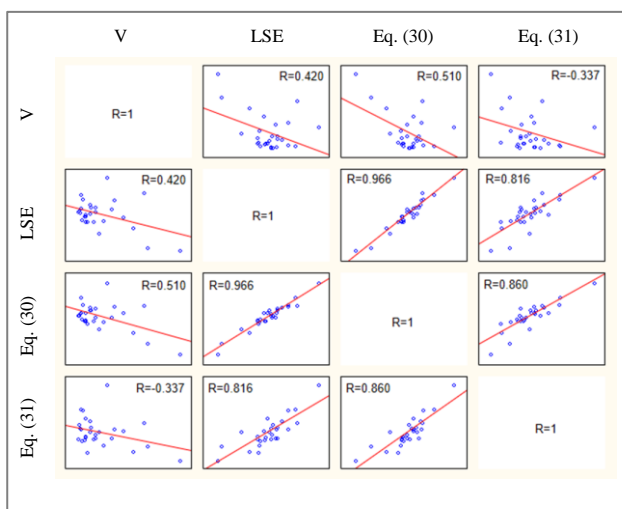 V LSE Eq. (30) Eq. (31)
V R=1 R=0.420 R=0.510 R=-0.337
LSE R=0.420 R=1 R=0.966 R=0.816
Eq. (30) R=0.510 R=0.966 R=1 R=0.860
Eq. (31) R=-0.337 R=0.816 R=0.860 R=1